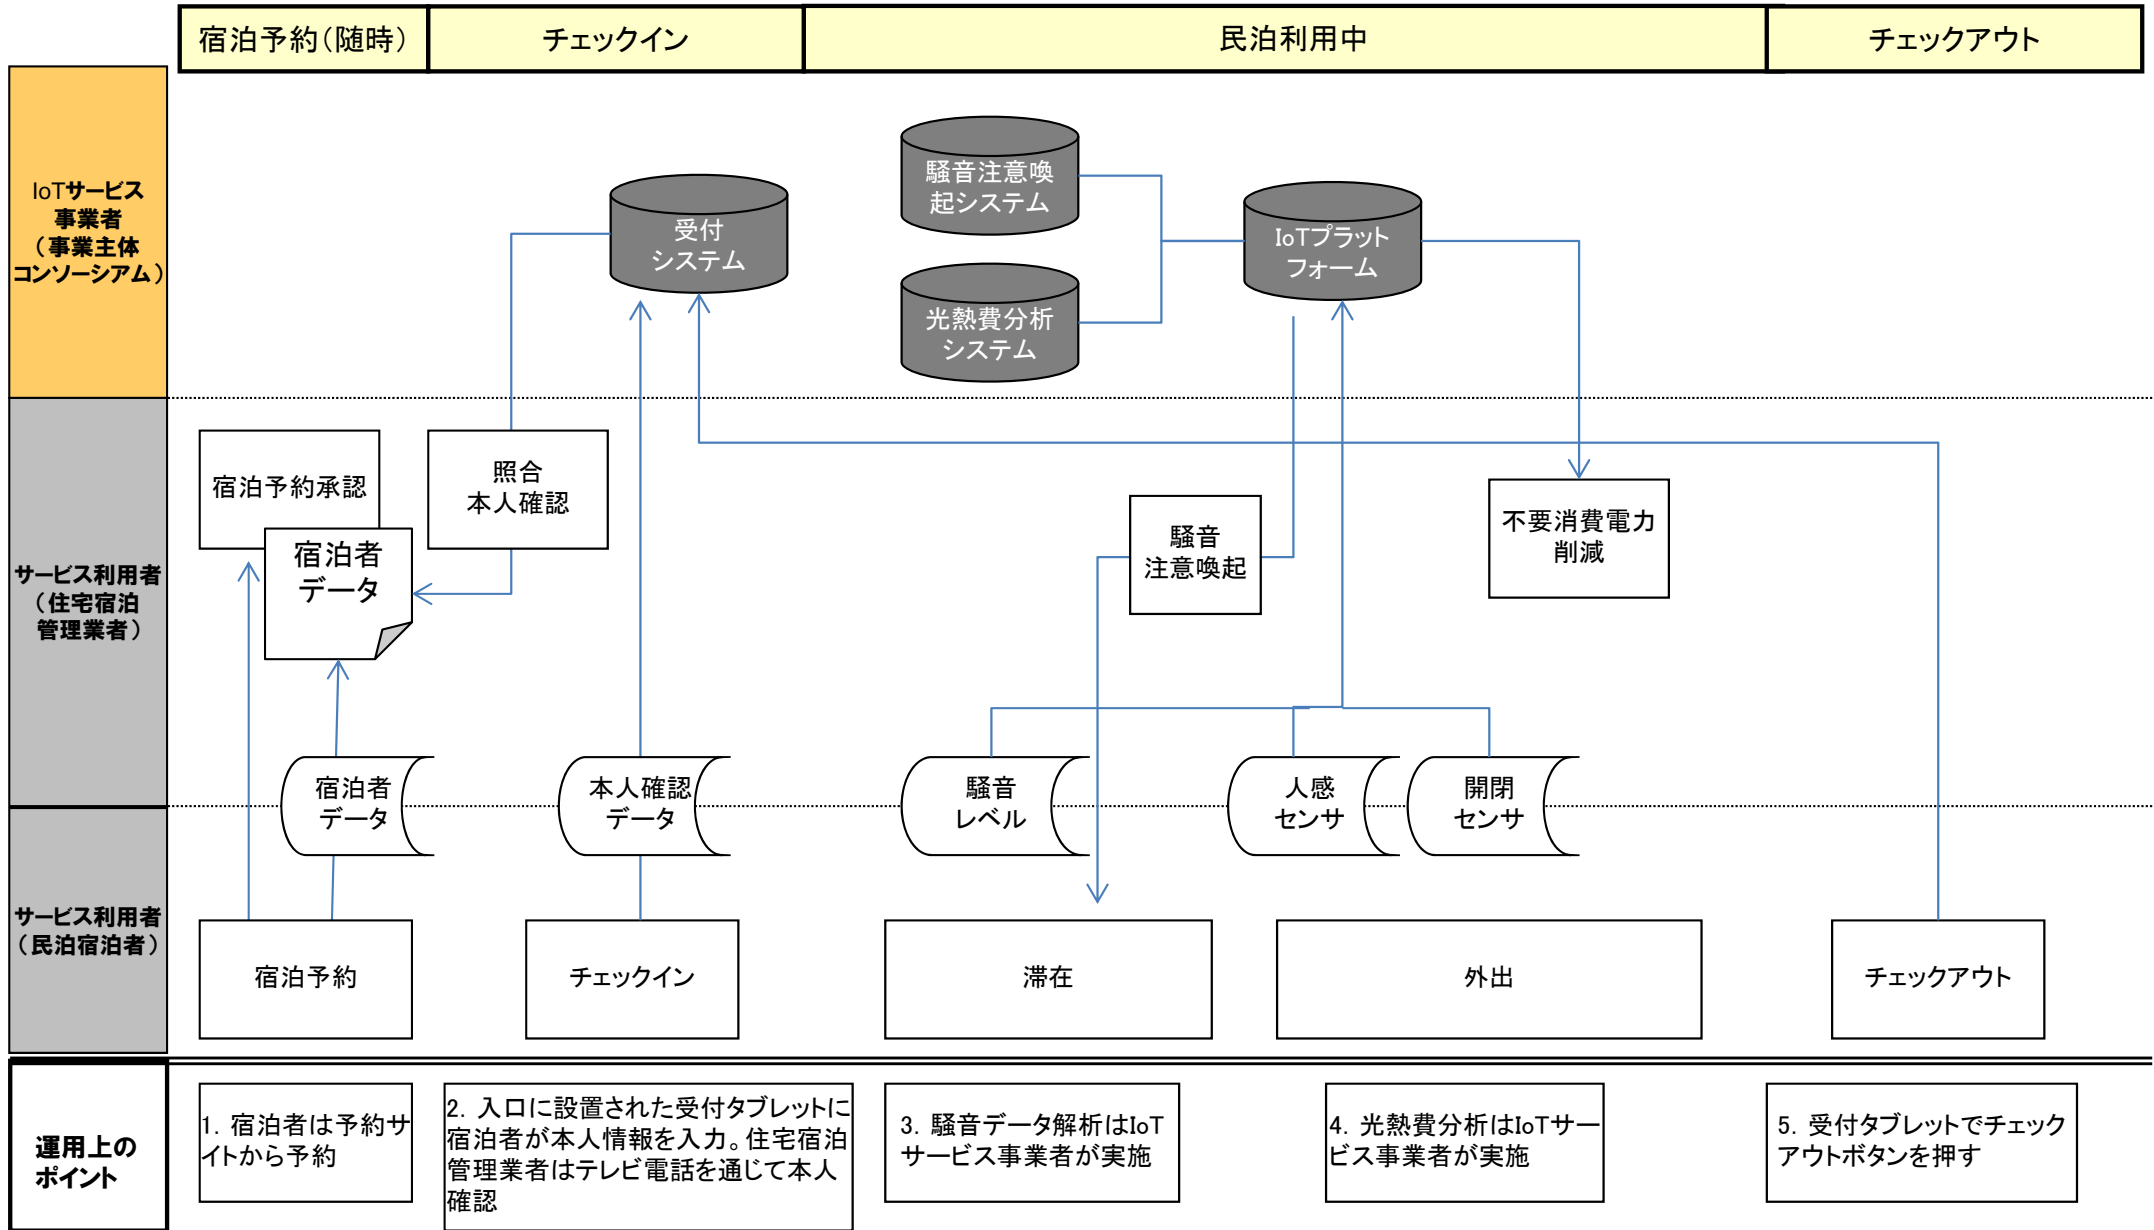 宿泊予約（随時）
チェックイン
民泊利用中
チェックアウト
IoTサービス
事業者
（事業主体
コンソーシアム）
受付
システム
騒音注意喚
起システム
光熱費分析
システム
IoTプラット
フォーム
サービス利用者
（住宅宿泊
管理業者）
宿泊予約承認
宿泊者
データ
照合
本人確認
騒音
注意喚起
不要消費電力
削減
宿泊者
データ
本人確認
データ
騒音
レベル
人感
センサ
開閉
センサ
サービス利用者
（民泊宿泊者）
宿泊予約
チェックイン
滞在
外出
チェックアウト
運用上の
ポイント
1．宿泊者は予約サ
イトから予約
2．入口に設置された受付タブレットに
宿泊者が本人情報を入力。住宅宿泊
管理業者はテレビ電話を通じて本人
確認
3．騒音データ解析はIoT
サービス事業者が実施
4．光熱費分析はIoTサー
ビス事業者が実施
5．受付タブレットでチェック
アウトボタンを押す